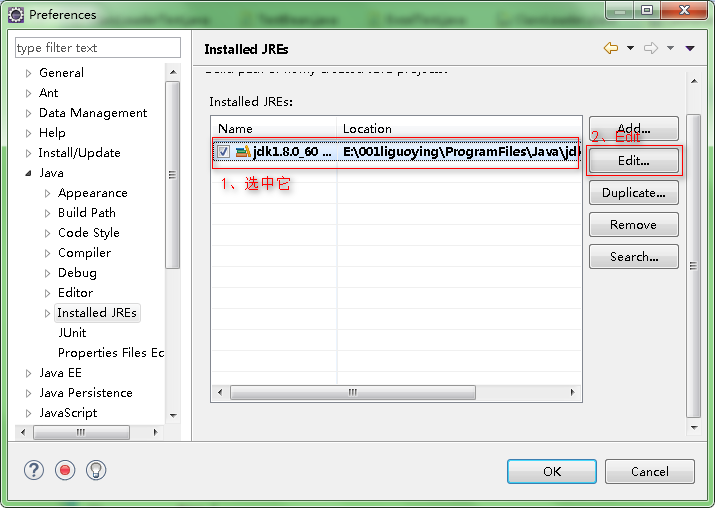 Preferences
type filter text
General
Ant
Data Management
Help
Install/Update
Java
Appearance
Build Path
Code Style
Compiler
Debug
Editor
Installed JREs
JUnit
Properties Files Ec
Java EE
Java Persistence
JavaScript
Installed JREs
Installed JREs:
Name Location
jdk1.8.0_60 ... E:\001liguoying\ProgramFiles\Java\jd
1、选中它
Add...
2、Edit
Edit...
Duplicate...
Remove
Search...
OK Cancel